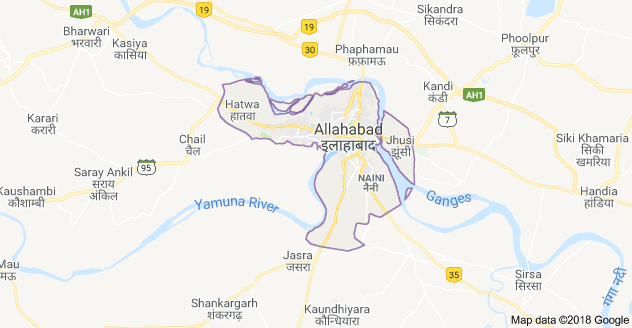 AH1
19
Sikandra
सिकंदरा
Bharwari
भरवारी
19
Kasiya
कासिया
30
Phaphamau
फ़ाफ़ामऊ
Phoolpur
फूलपुर
Kandi
कंडी
AH1
Hatwa
हातवा
Karari
करारी
7
Allahabad
इलाहाबाद
Jhusi
झूसी
Chail
चैल
Siki Khamaria
सिकी
खमरिया
95
Saray Ankil
सराय
अंकिल
NAINI
नैनी
Kaushambi
कौशाम्बी
Yamuna River
Ganges
Handia
हांडिया
Jasra
जसरा
Mau
मऊ
35
Sirsa
सिरसा
गंगा नदी
Shankargarh
शंकरगढ़
Kaundhiyara
कौन्धियारा
Map data ©2018 Google